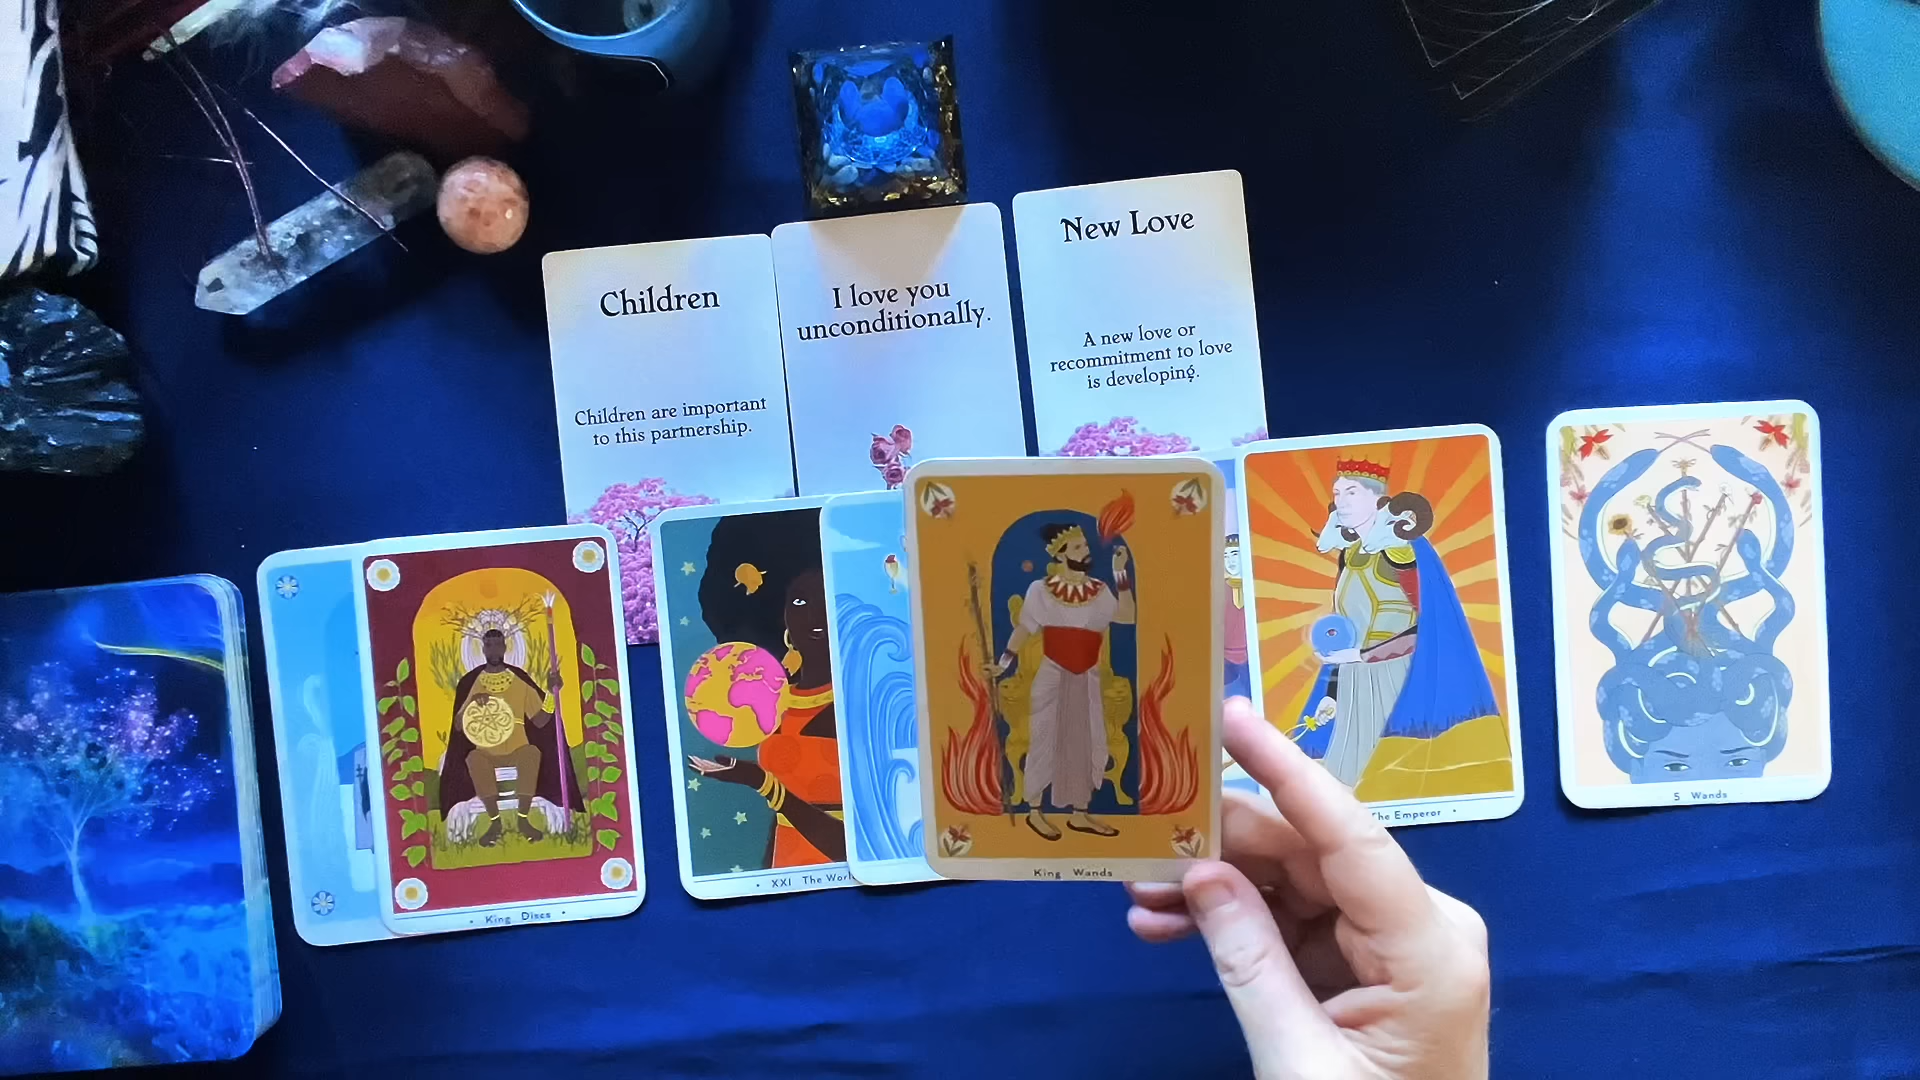 Children
Children are important
to this partnership.
I love you
unconditionally.
New Love
A new love or
recommitment to love
is developing.
• King Discs •
• XXI The World
King Wands
The Emperor •
5 Wands